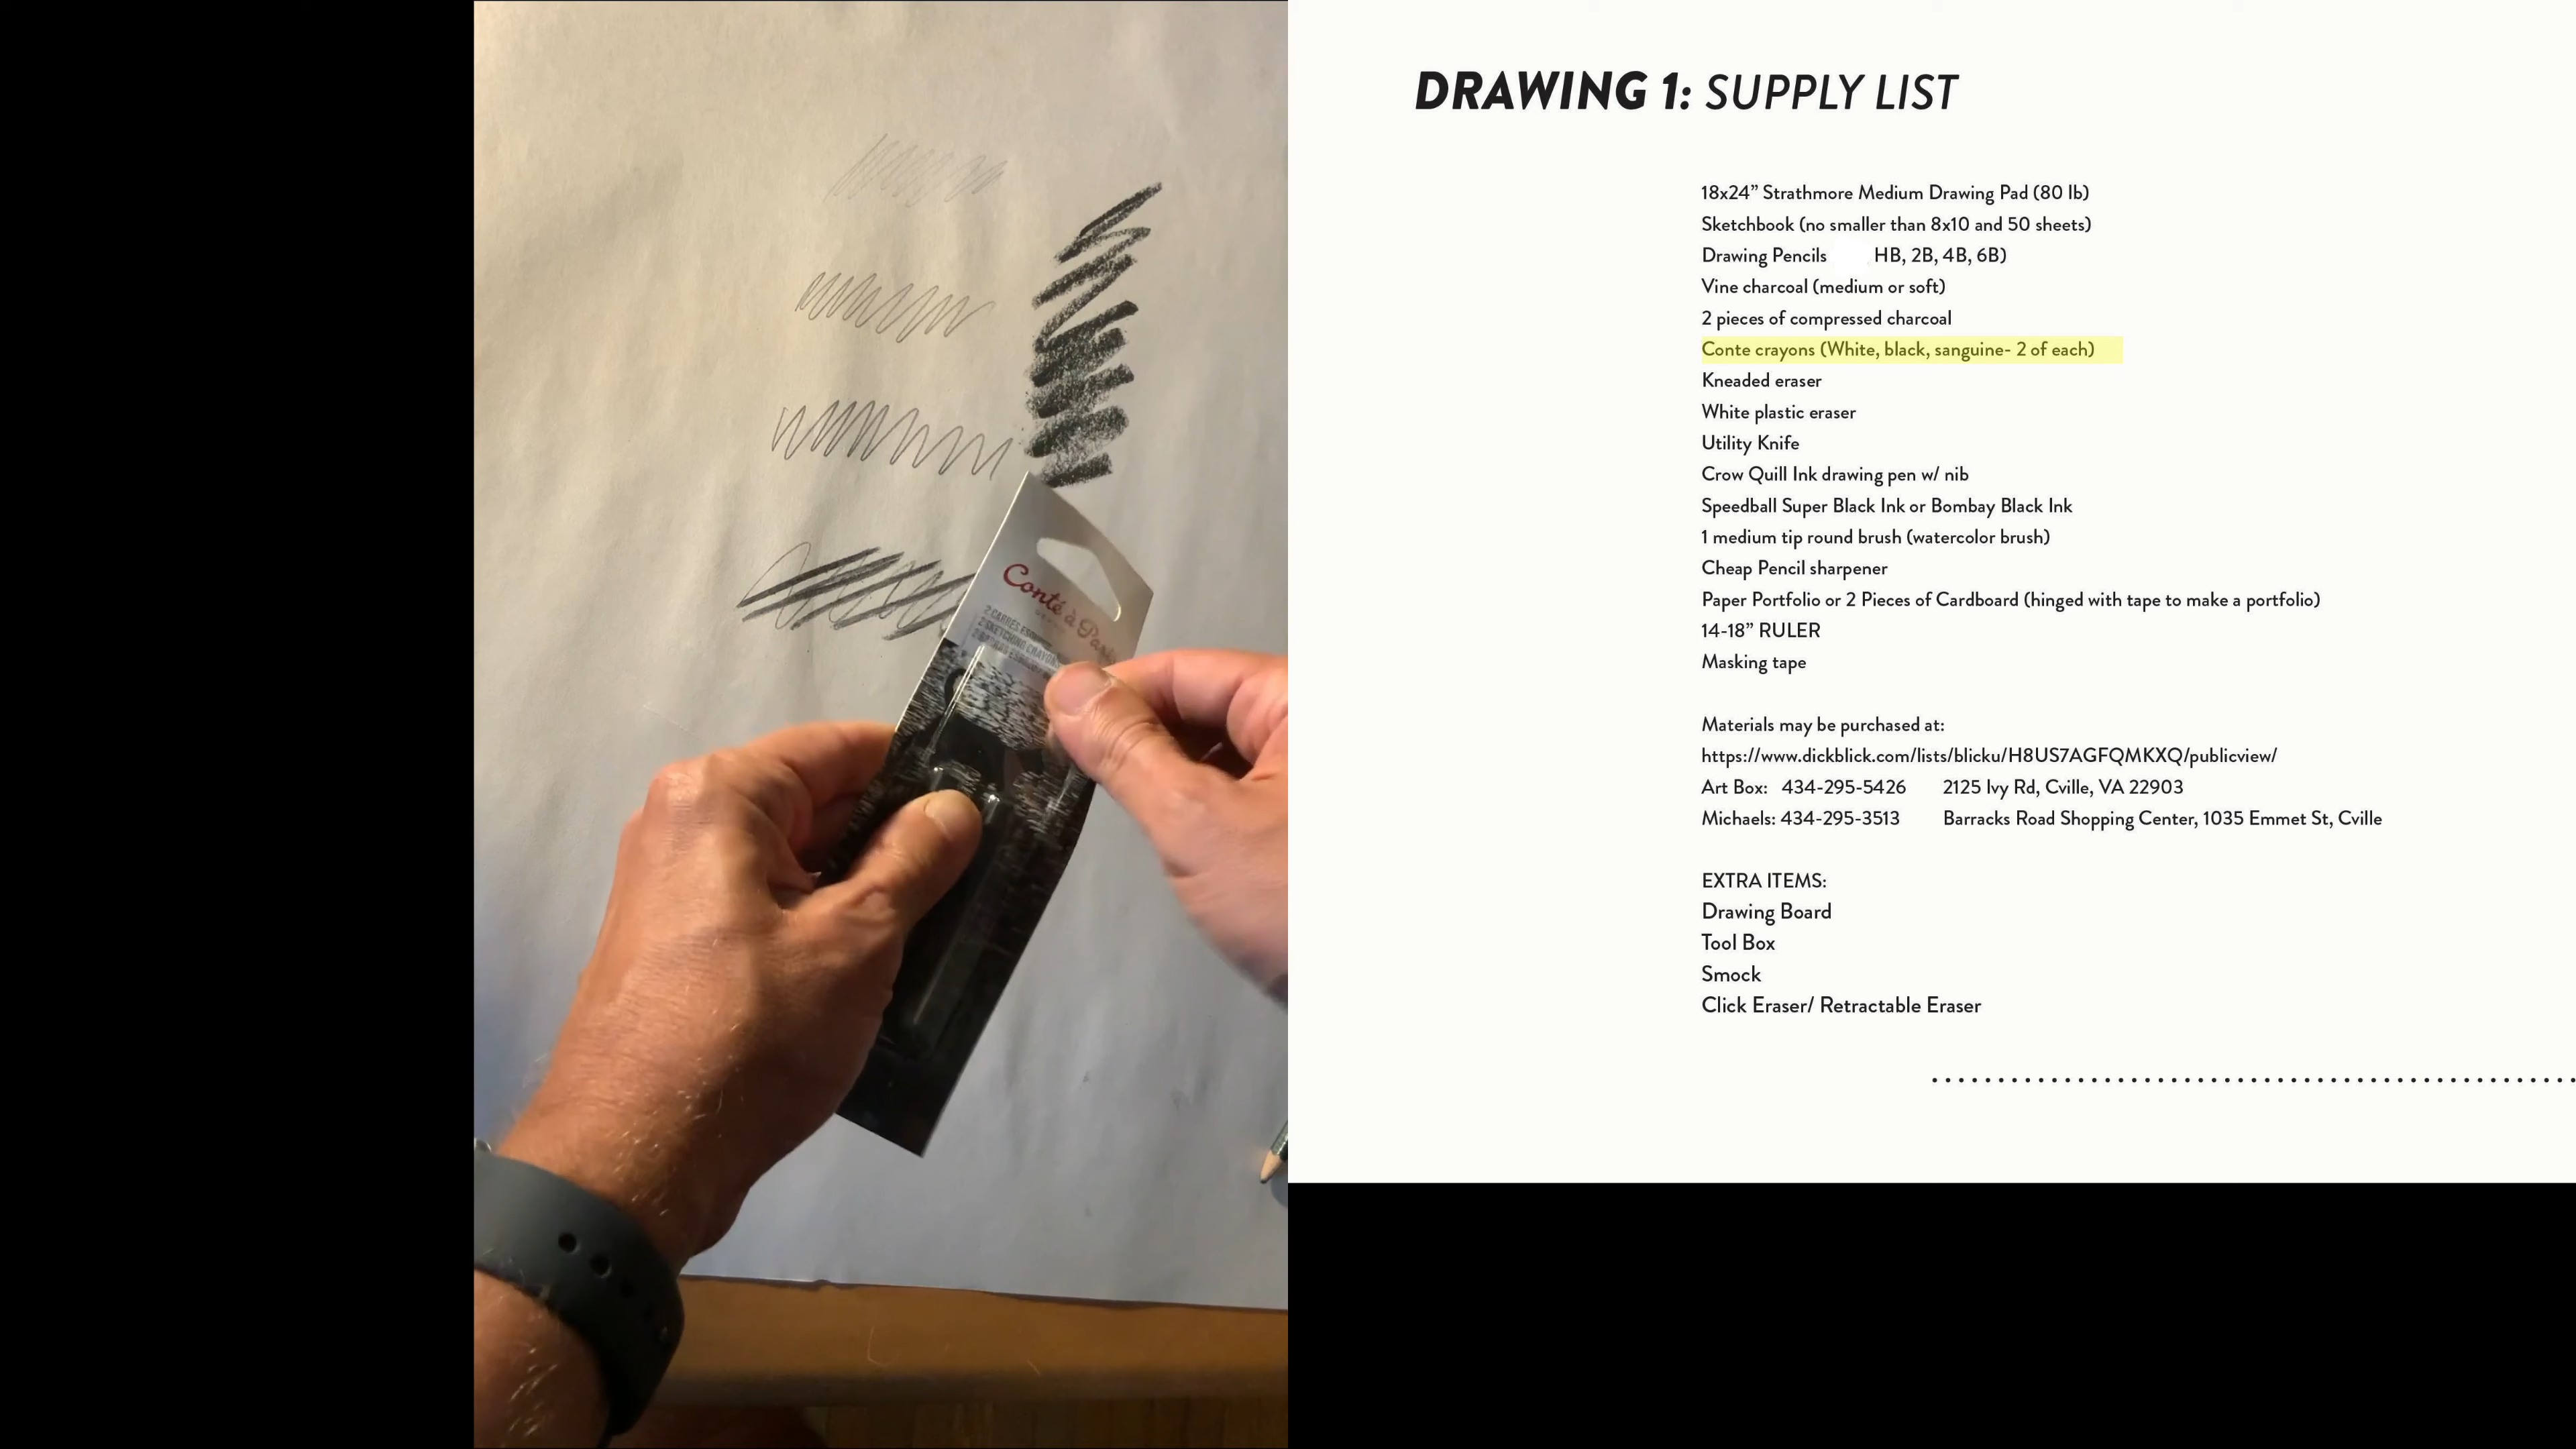 Conté à Paris
2 CARRÉS ESQUISSE
2 SKETCHING CRAYONS
DRAWING 1: SUPPLY LIST
18x24” Strathmore Medium Drawing Pad (80 lb)
Sketchbook (no smaller than 8x10 and 50 sheets)
Drawing Pencils HB, 2B, 4B, 6B)
Vine charcoal (medium or soft)
2 pieces of compressed charcoal
Conte crayons (White, black, sanguine- 2 of each)
Kneaded eraser
White plastic eraser
Utility Knife
Crow Quill Ink drawing pen w/ nib
Speedball Super Black Ink or Bombay Black Ink
1 medium tip round brush (watercolor brush)
Cheap Pencil sharpener
Paper Portfolio or 2 Pieces of Cardboard (hinged with tape to make a portfolio)
14-18” RULER
Masking tape
Materials may be purchased at:
https://www.dickblick.com/lists/blicku/H8US7AGFQMKXQ/publicview/
Art Box: 434-295-5426 2125 Ivy Rd, Cville, VA 22903
Michaels: 434-295-3513 Barracks Road Shopping Center, 1035 Emmet St, Cville
EXTRA ITEMS:
Drawing Board
Tool Box
Smock
Click Eraser/ Retractable Eraser